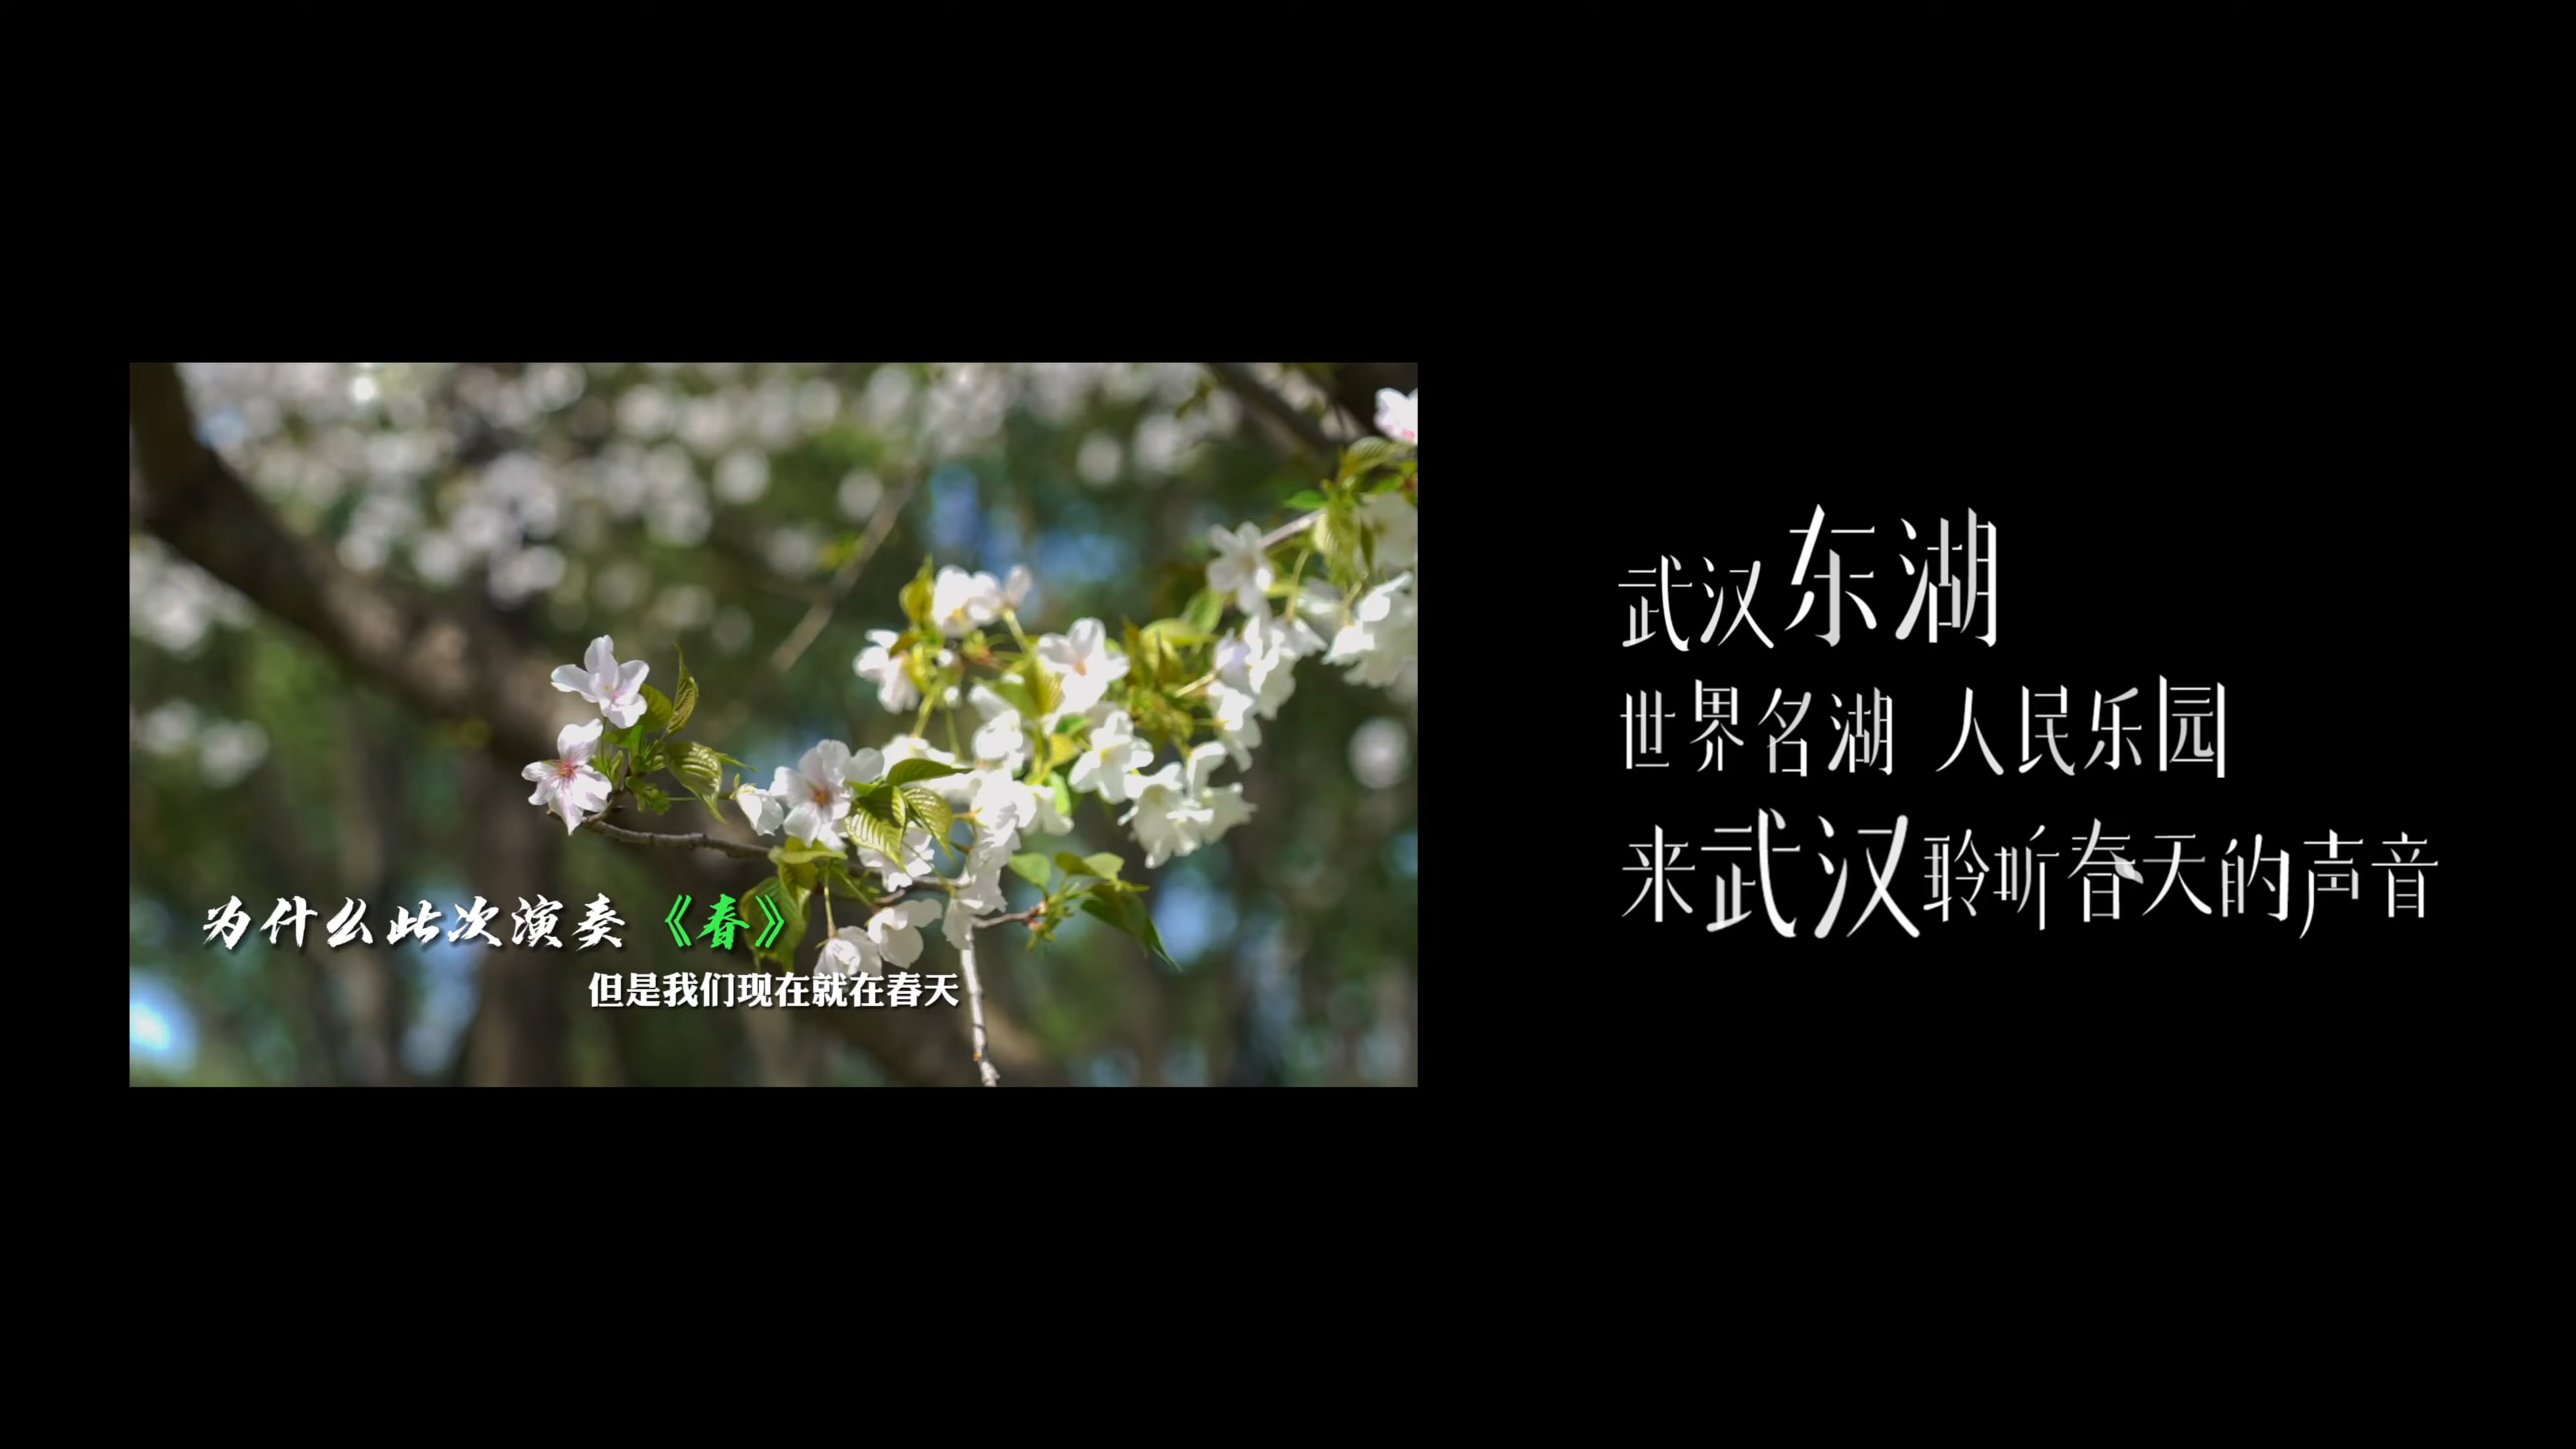 为什么此次演奏《春》
但是我们现在就在春天
武汉东湖
世界名湖 人民乐园
来武汉聆听春天的声音